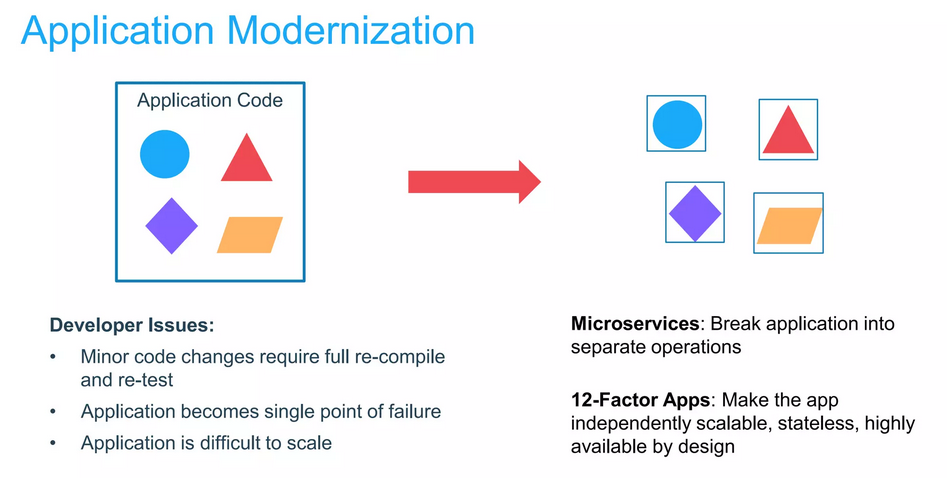 Application Modernization
Application Code
Developer Issues:
• Minor code changes require full re-compile
and re-test
• Application becomes single point of failure
• Application is difficult to scale
Microservices: Break application into
separate operations
12-Factor Apps: Make the app
independently scalable, stateless, highly
available by design